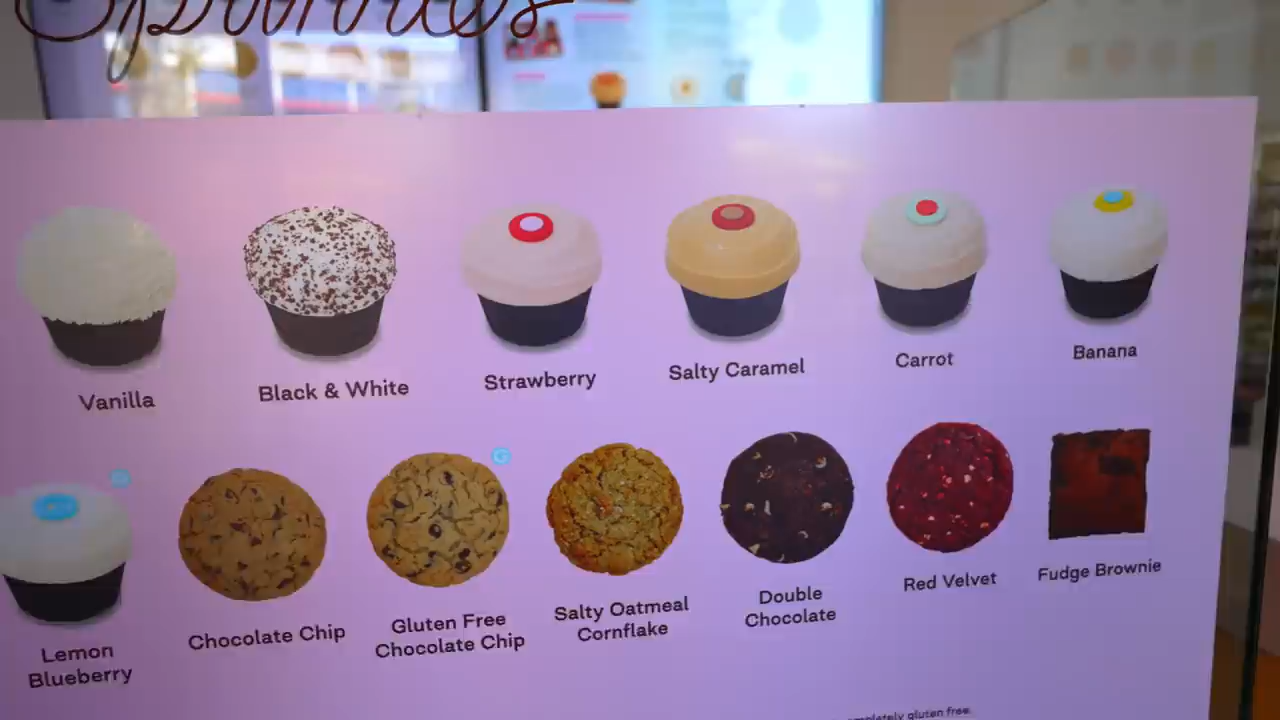 Sprinkles
Vanilla
Black & White
Strawberry
Salty Caramel
Carrot
Banana
Lemon
Blueberry
Chocolate Chip
G
Gluten Free
Chocolate Chip
Salty Oatmeal
Cornflake
Double
Chocolate
Red Velvet
Fudge Brownie
gluten free.